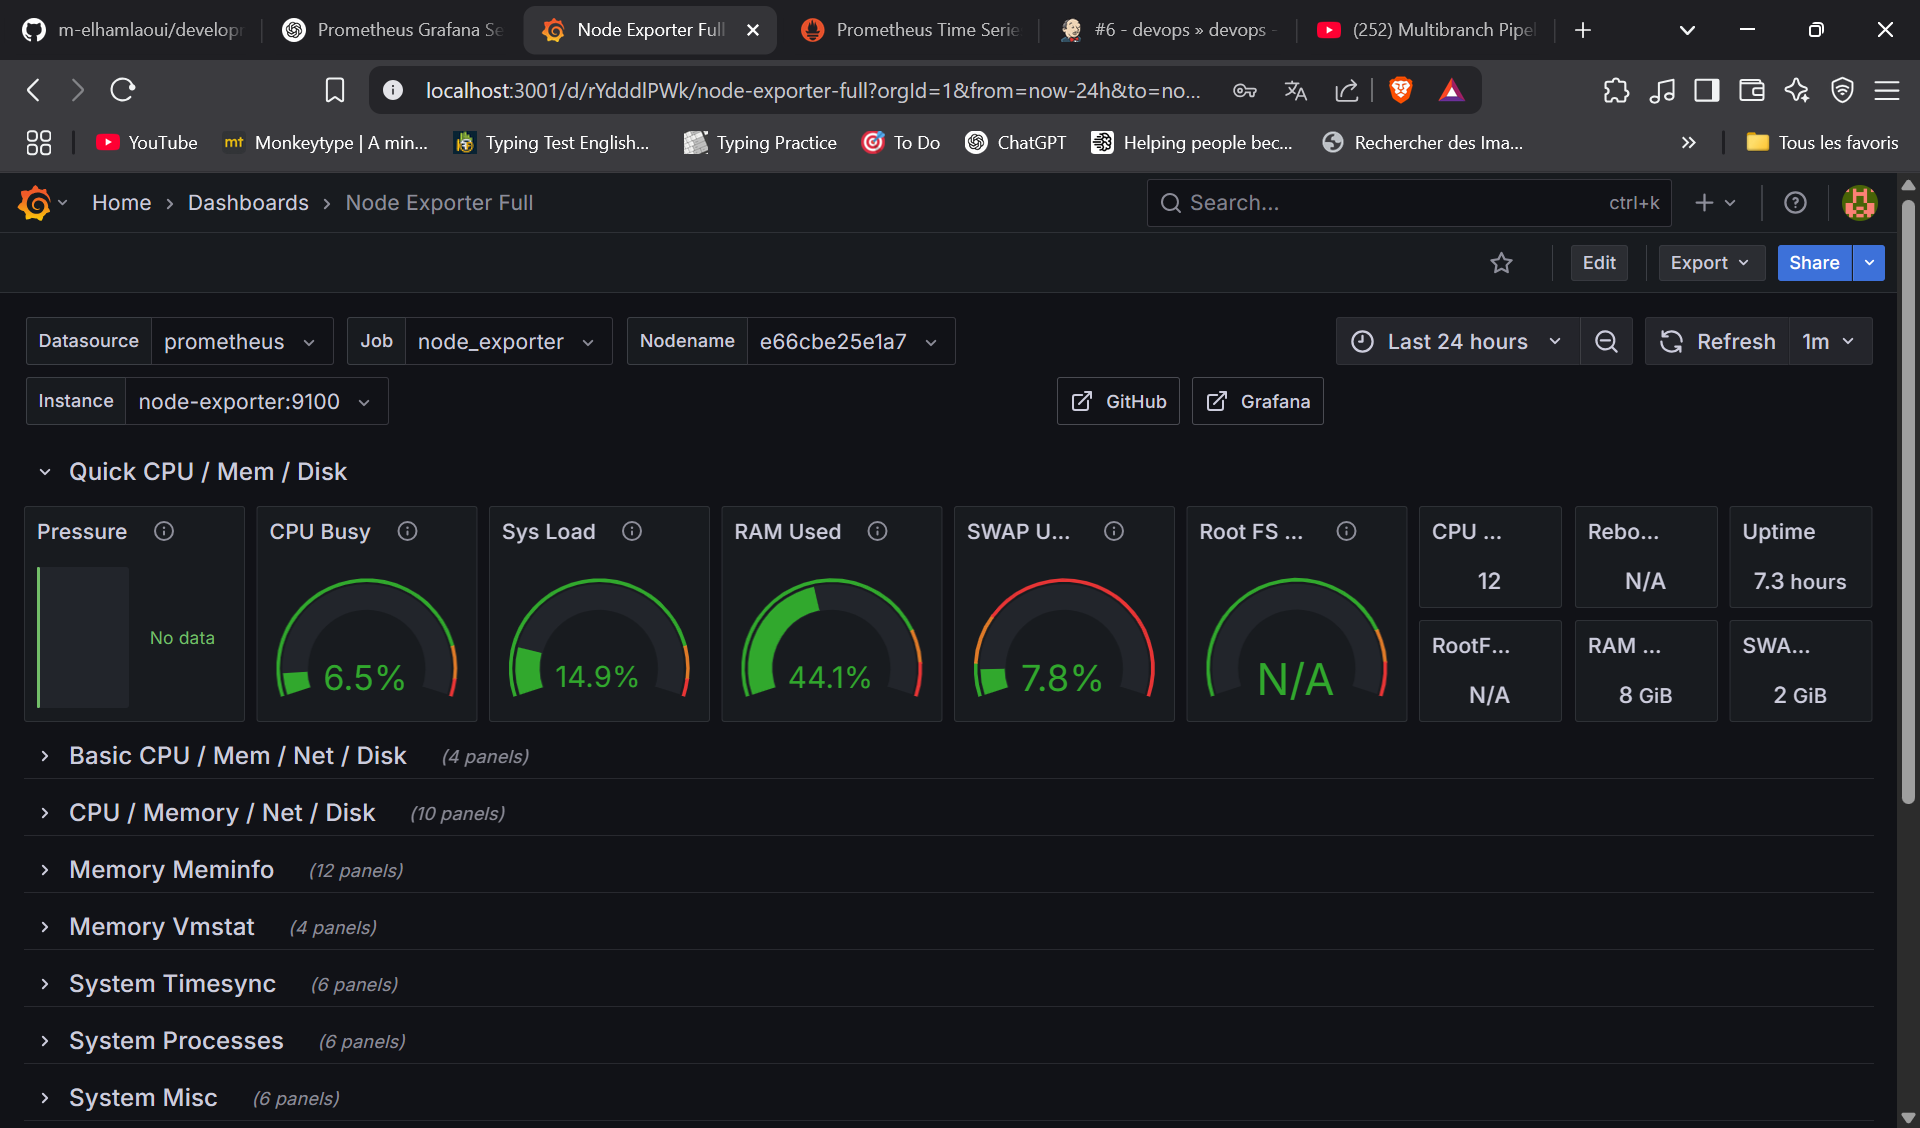 m-elhamlaoui/developr
Prometheus Grafana Se
Node Exporter Full
Prometheus Time Serie
#6 - devops » devops -
(252) Multibranch Pipel
localhost:3001/d/rYdddlPWk/node-exporter-full?orgId=1&from=now-24h&to=no...
YouTube
mt Monkeytype | A min...
Typing Test English...
Typing Practice
To Do
ChatGPT
Helping people bec...
Rechercher des Ima...
Tous les favoris
Home › Dashboards › Node Exporter Full
Search... ctrl+k
Edit Export Share
Datasource prometheus Job node_exporter Nodename e66cbe25e1a7 Last 24 hours Refresh 1m
Instance node-exporter:9100 GitHub Grafana
Quick CPU / Mem / Disk
Pressure
No data
CPU Busy
6.5%
Sys Load
14.9%
RAM Used
44.1%
SWAP U...
7.8%
Root FS ...
N/A
CPU ...
12
Rebo...
N/A
Uptime
7.3 hours
RootF...
N/A
RAM ...
8 GiB
SWA...
2 GiB
Basic CPU / Mem / Net / Disk (4 panels)
CPU / Memory / Net / Disk (10 panels)
Memory Meminfo (12 panels)
Memory Vmstat (4 panels)
System Timesync (6 panels)
System Processes (6 panels)
System Misc (6 panels)